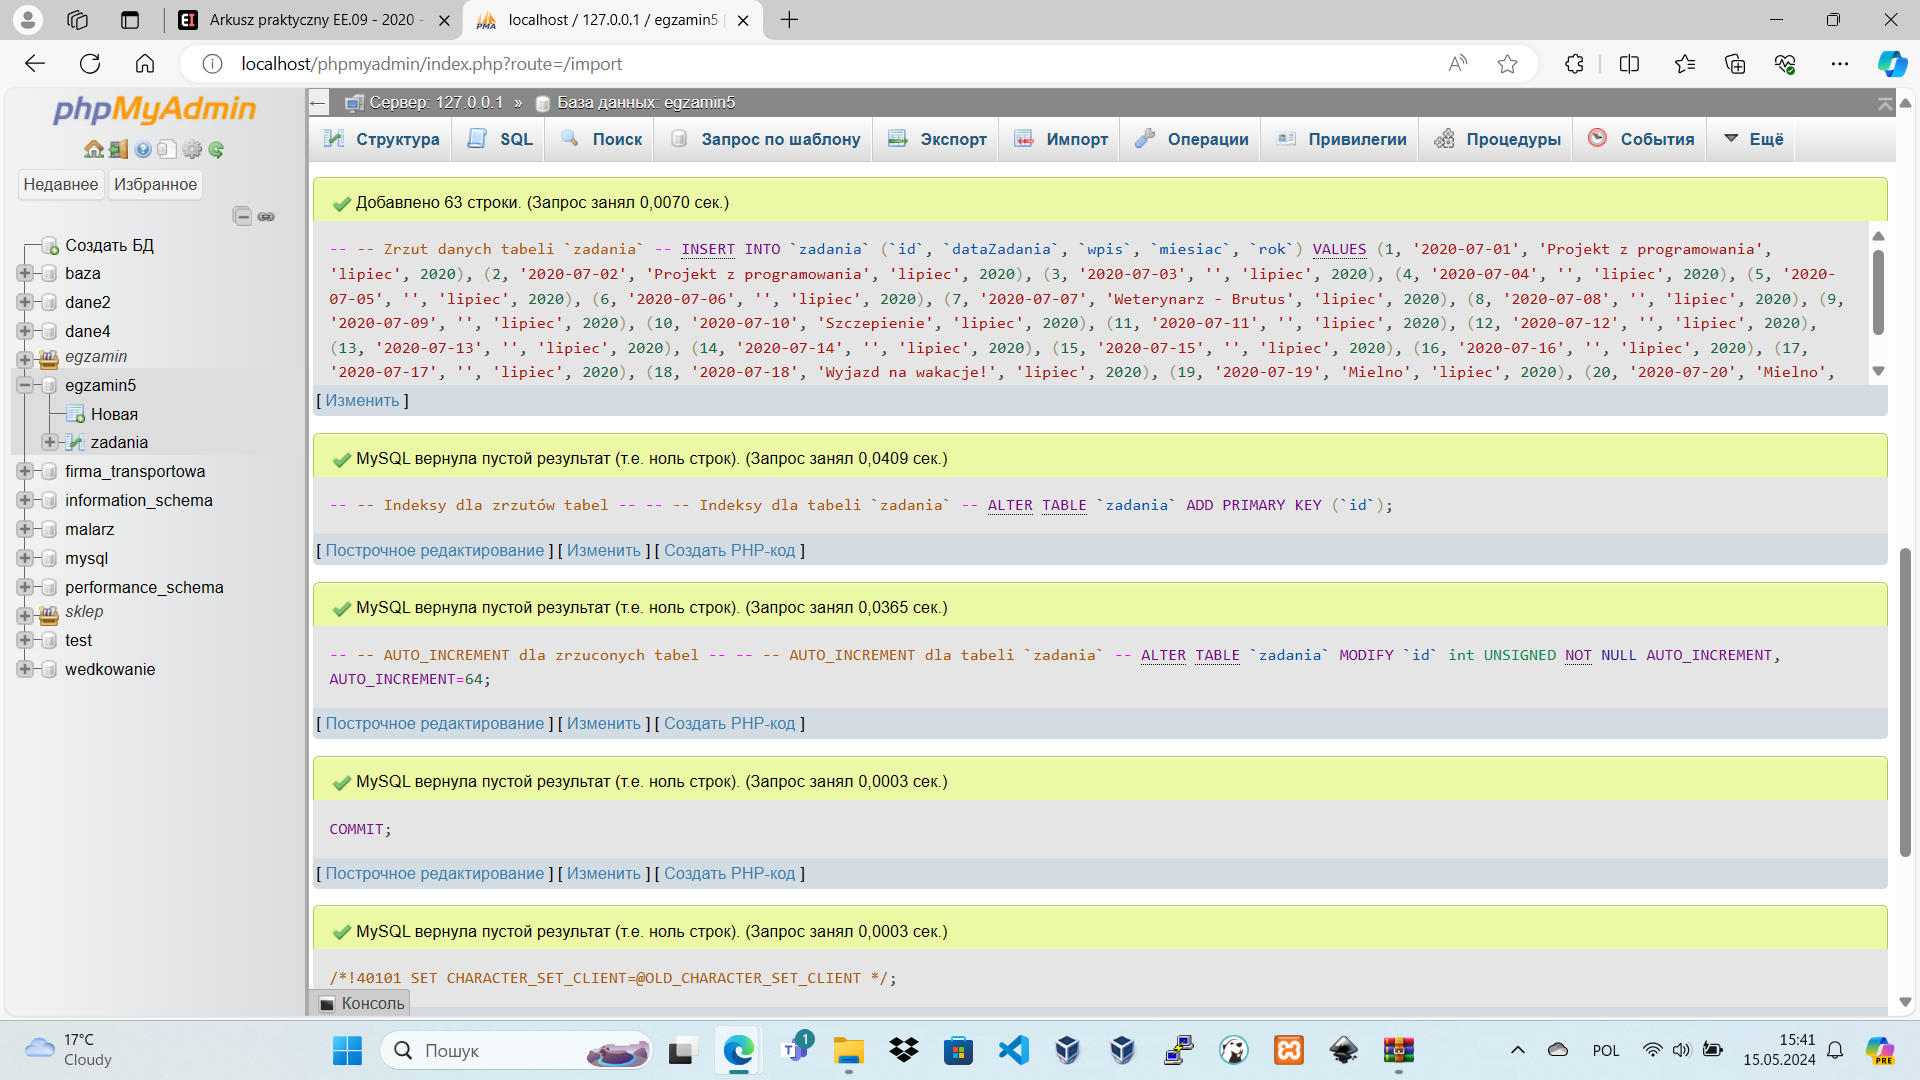 Arkusz praktyczny EE.09 - 2020 -
localhost / 127.0.0.1 / egzamin5
localhost/phpmyadmin/index.php?route=/import
phpMyAdmin
Недавнее
Избранное
Создать БД
baza
dane2
dane4
egzamin
egzamin5
Новая
zadania
firma_transportowa
information_schema
malarz
mysql
performance_schema
sklep
test
wedkowanie
Сервер: 127.0.0.1 » База данных: egzamin5
Структура SQL Поиск Запрос по шаблону Экспорт Импорт Операции Привилегии Процедуры События Ещё
Добавлено 63 строки. (Запрос занял 0,0070 сек.)
-- -- Zrzut danych tabeli `zadania` -- INSERT INTO `zadania` (`id`, `dataZadania`, `wpis`, `miesiac`, `rok`) VALUES (1, '2020-07-01', 'Projekt z programowania',
'lipiec', 2020), (2, '2020-07-02', 'Projekt z programowania', 'lipiec', 2020), (3, '2020-07-03', '', 'lipiec', 2020), (4, '2020-07-04', '', 'lipiec', 2020), (5, '2020-
07-05', '', 'lipiec', 2020), (6, '2020-07-06', '', 'lipiec', 2020), (7, '2020-07-07', 'Weterynarz - Brutus', 'lipiec', 2020), (8, '2020-07-08', '', 'lipiec', 2020), (9,
'2020-07-09', '', 'lipiec', 2020), (10, '2020-07-10', 'Szczepienie', 'lipiec', 2020), (11, '2020-07-11', '', 'lipiec', 2020), (12, '2020-07-12', '', 'lipiec', 2020),
(13, '2020-07-13', '', 'lipiec', 2020), (14, '2020-07-14', '', 'lipiec', 2020), (15, '2020-07-15', '', 'lipiec', 2020), (16, '2020-07-16', '', 'lipiec', 2020), (17,
'2020-07-17', '', 'lipiec', 2020), (18, '2020-07-18', 'Wyjazd na wakacje!', 'lipiec', 2020), (19, '2020-07-19', 'Mielno', 'lipiec', 2020), (20, '2020-07-20', 'Mielno',
[ Изменить ]
MySQL вернула пустой результат (т.е. ноль строк). (Запрос занял 0,0409 сек.)
-- -- Indeksy dla zrzutów tabel -- -- -- Indeksy dla tabeli `zadania` -- ALTER TABLE `zadania` ADD PRIMARY KEY (`id`);
[ Построчное редактирование ] [ Изменить ] [ Создать PHP-код ]
MySQL вернула пустой результат (т.е. ноль строк). (Запрос занял 0,0365 сек.)
-- -- AUTO_INCREMENT dla zrzuconych tabel -- -- -- AUTO_INCREMENT dla tabeli `zadania` -- ALTER TABLE `zadania` MODIFY `id` int UNSIGNED NOT NULL AUTO_INCREMENT,
AUTO_INCREMENT=64;
[ Построчное редактирование ] [ Изменить ] [ Создать PHP-код ]
MySQL вернула пустой результат (т.е. ноль строк). (Запрос занял 0,0003 сек.)
COMMIT;
[ Построчное редактирование ] [ Изменить ] [ Создать PHP-код ]
MySQL вернула пустой результат (т.е. ноль строк). (Запрос занял 0,0003 сек.)
/*!40101 SET CHARACTER_SET_CLIENT=@OLD_CHARACTER_SET_CLIENT */;
Консоль
17°C
Cloudy
Пошук
1
POL
15:41
15.05.2024
PRE